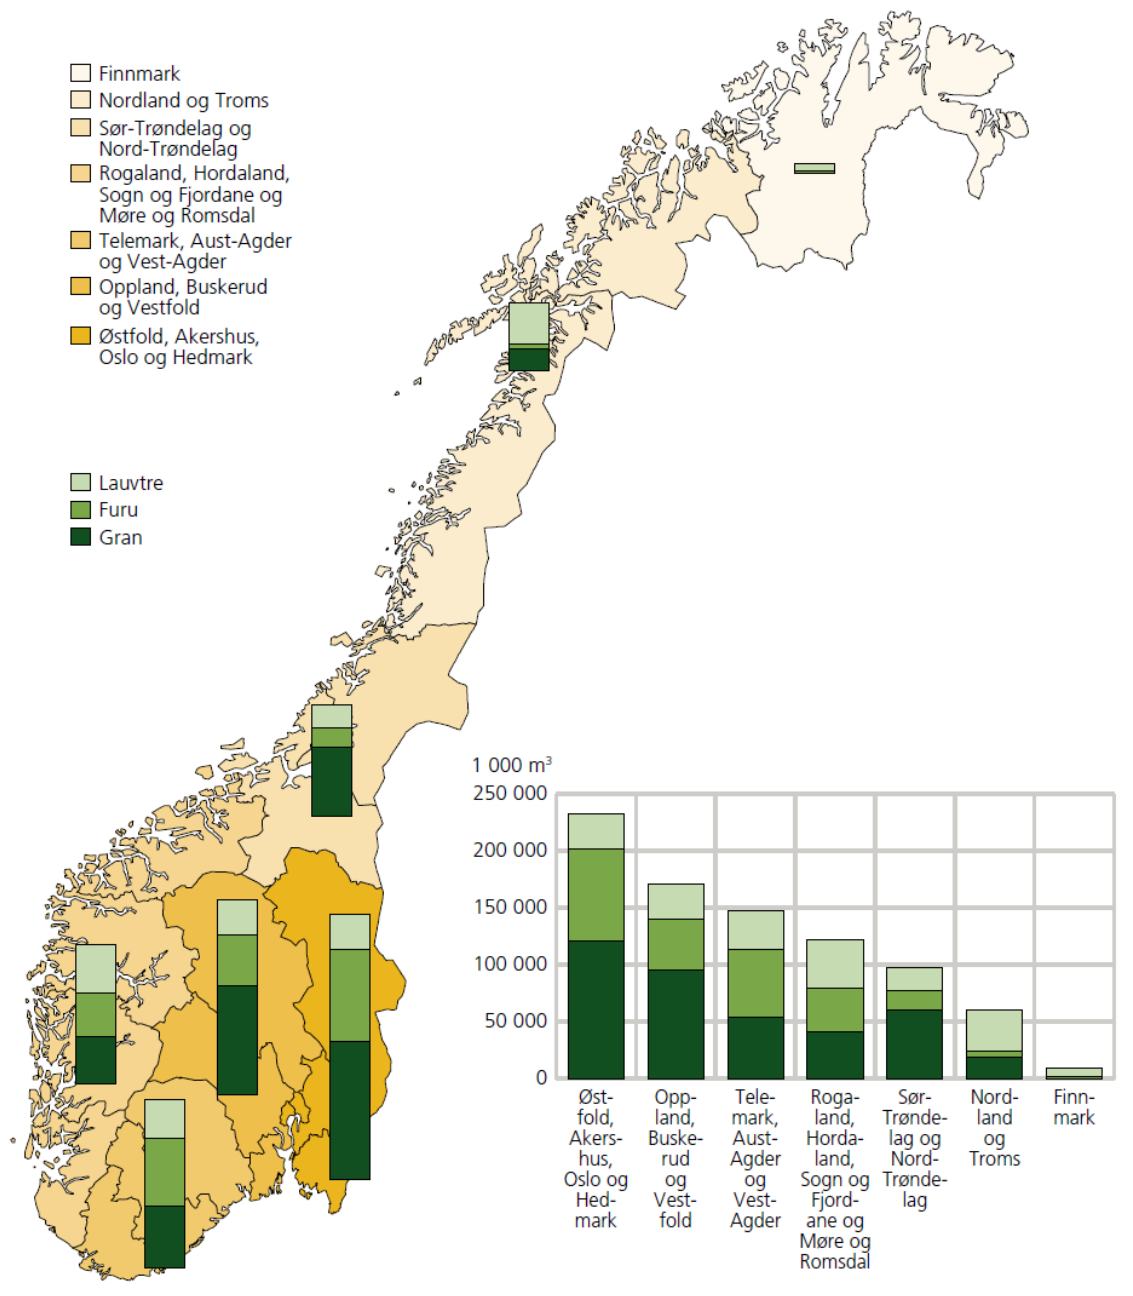 Finnmark
Nordland og Troms
Sør-Trøndelag og
Nord-Trøndelag
Rogaland, Hordaland,
Sogn og Fjordane og
Møre og Romsdal
Telemark, Aust-Agder
og Vest-Agder
Oppland, Buskerud
og Vestfold
Østfold, Akershus,
Oslo og Hedmark
Lauvtre
Furu
Gran
1 000 m³
250 000
200 000
150 000
100 000
50 000
0
Øst-
fold,
Akers-
hus,
Oslo og
Hed-
mark
Opp-
land,
Buske-
rud
og
Vest-
fold
Tele-
mark,
Aust-
Agder
og
Vest-
Agder
Roga-
land,
Horda-
land,
Sogn og
Fjord-
ane og
Møre og
Romsdal
Sør-
Trønde-
lag og
Nord-
Trønde-
lag
Nord-
land
og
Troms
Finn-
mark